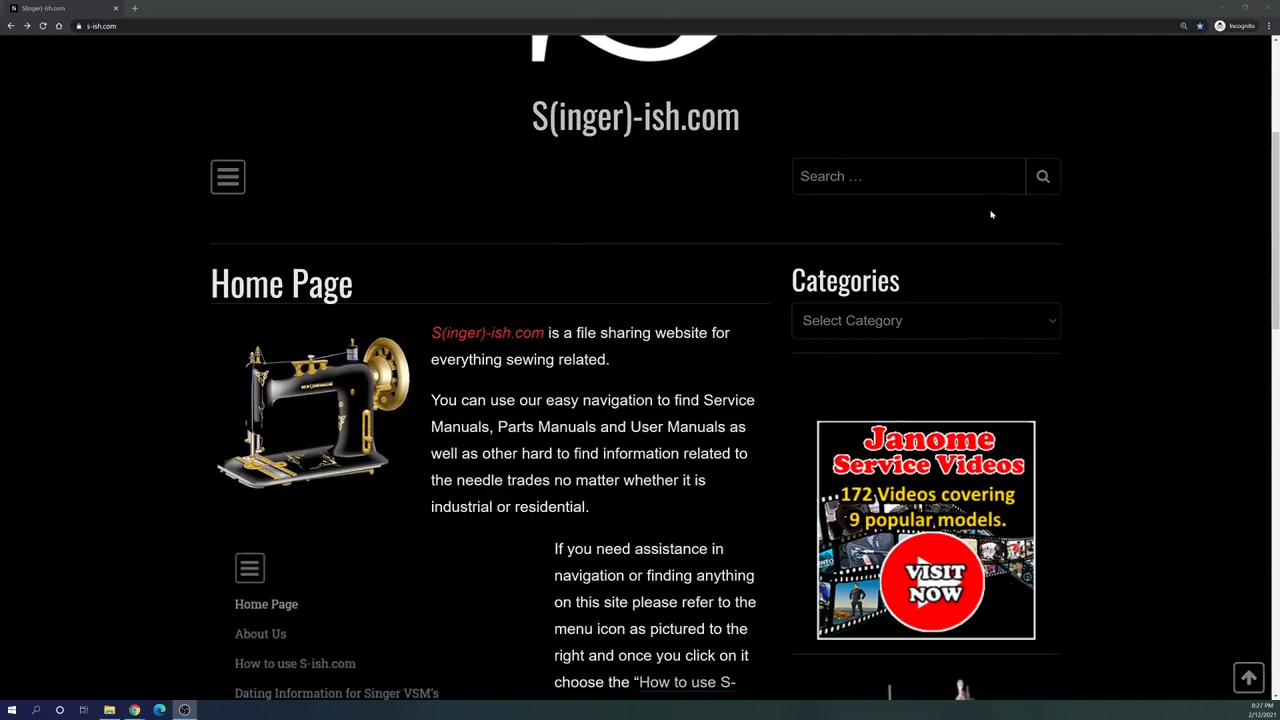 S(inger)-ish.com
s-ish.com
Incognito
S(inger)-ish.com
Search …
Home Page
Categories
Select Category
S(inger)-ish.com is a file sharing website for
everything sewing related.
You can use our easy navigation to find Service
Manuals, Parts Manuals and User Manuals as
well as other hard to find information related to
the needle trades no matter whether it is
industrial or residential.
Janome
Service Videos
172 Videos covering
9 popular models.
VISIT
NOW
If you need assistance in
navigation or finding anything
on this site please refer to the
menu icon as pictured to the
right and once you click on it
choose the “How to use S-
Home Page
About Us
How to use S-ish.com
Dating Information for Singer VSM's
8:27 PM
2/12/2021